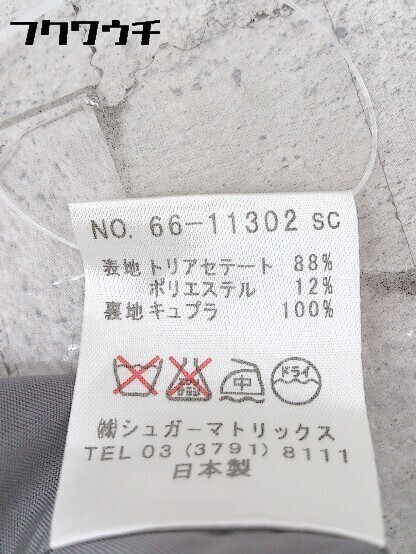 フクワウチ
NO. 66-11302 SC
表地 トリアセテート 88%
ポリエステル 12%
裏地 キュプラ 100%
中 ドライ
㈱シュガーマトリックス
TEL 03 (3791) 8111
日本製